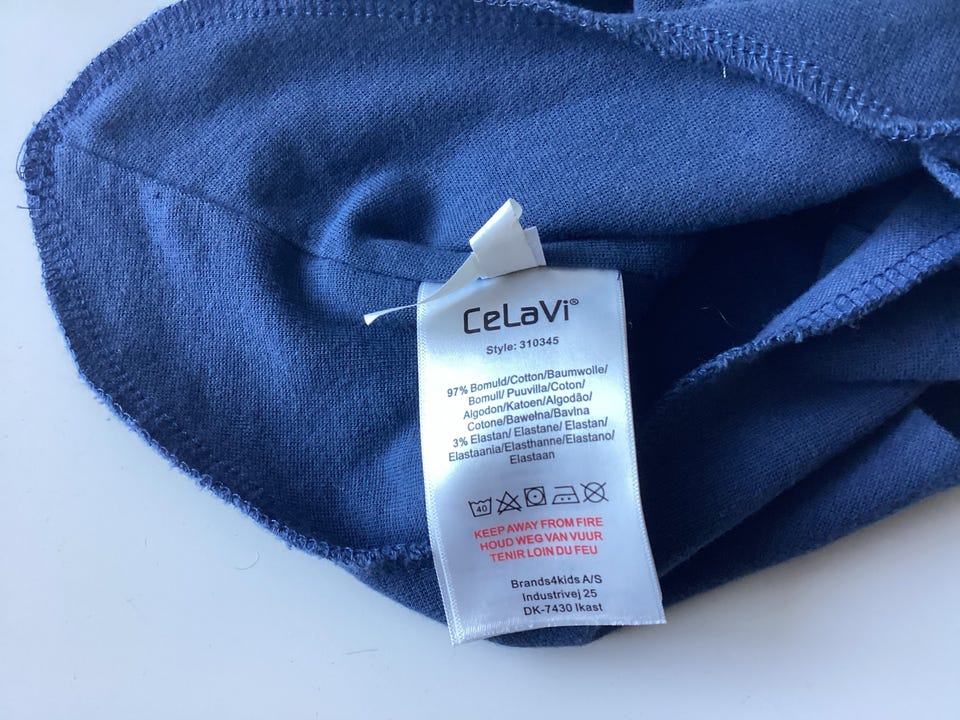 CeLaVi®
Style: 310345
97% Bomuld/Cotton/Baumwolle/
Bomull/ Puuvilla/Coton/
Algodon/Katoen/Algodão/
Cotone/Bawełna/Bavlna
3% Elastan/ Elastane/ Elastan/
Elastaania/Elasthanne/Elastano/
Elastaan
40
KEEP AWAY FROM FIRE
HOUD WEG VAN VUUR
TENIR LOIN DU FEU
Brands4kids A/S
Industrivej 25
DK-7430 Ikast